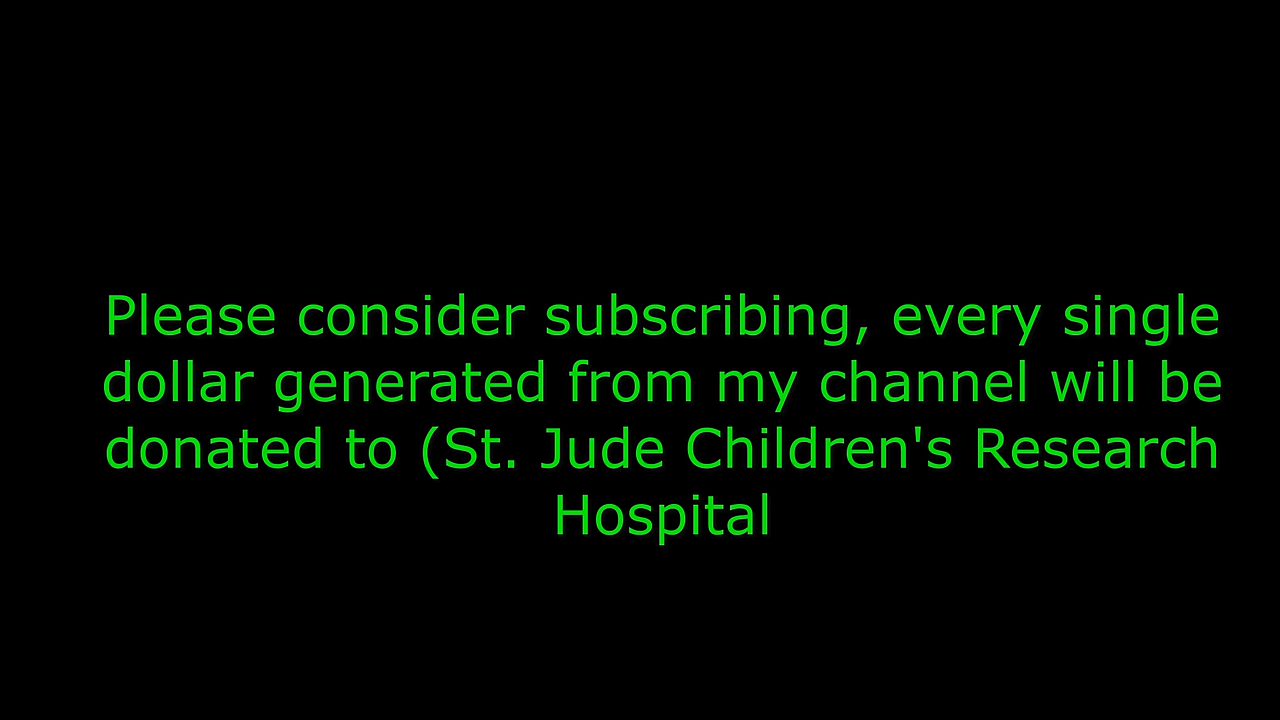 Please consider subscribing, every single
dollar generated from my channel will be
donated to (St. Jude Children's Research
Hospital